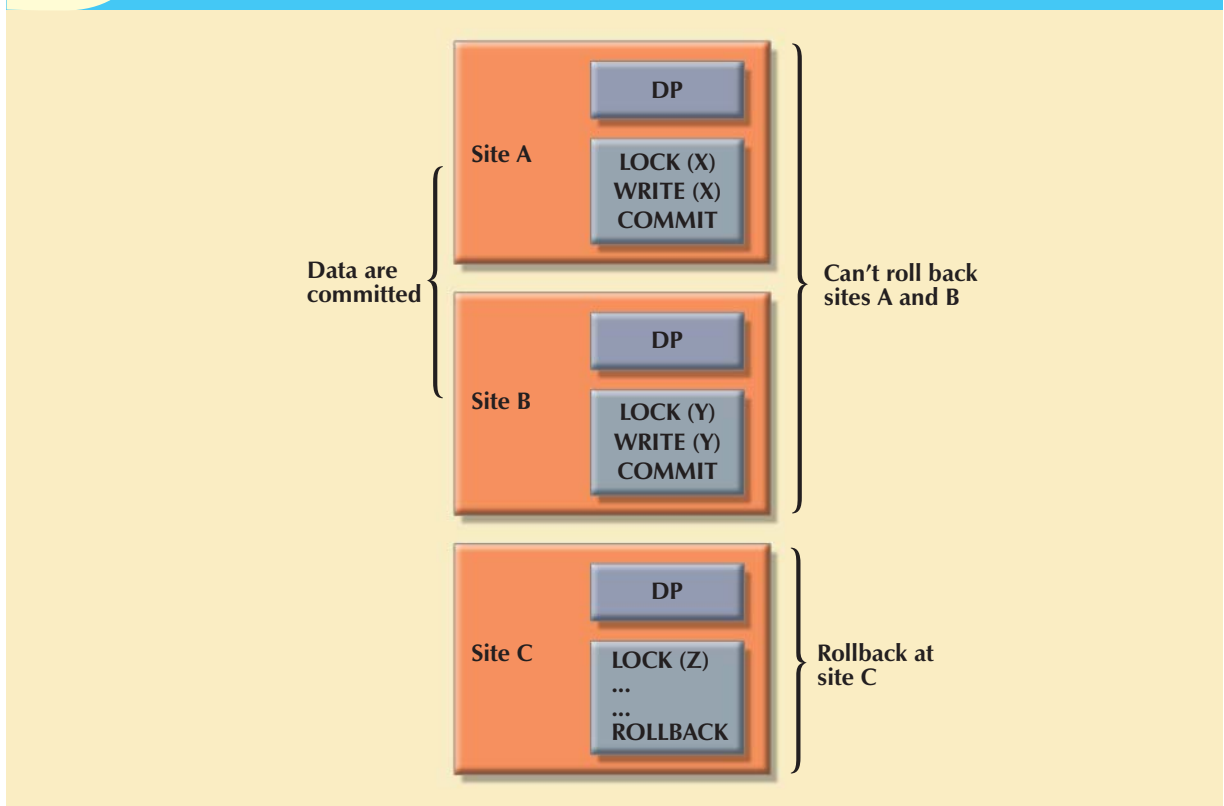 DP
Site A
LOCK (X)
WRITE (X)
COMMIT
Data are
committed
Can't roll back
sites A and B
DP
Site B
LOCK (Y)
WRITE (Y)
COMMIT
DP
Site C
LOCK (Z)
...
...
ROLLBACK
Rollback at
site C